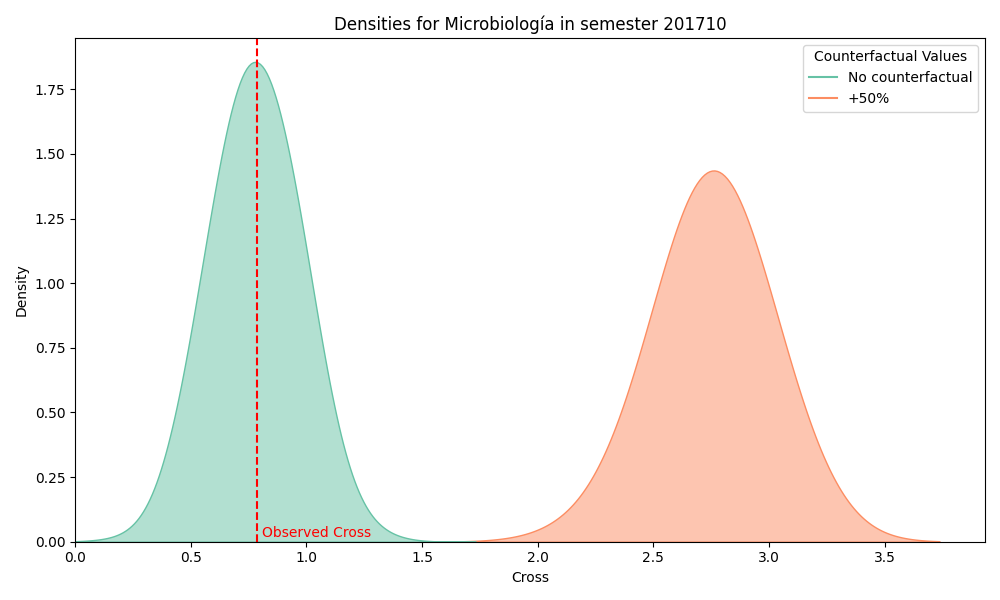 Densities for Microbiología in semester 201710
Counterfactual Values
No counterfactual
+50%
1.75
1.50
1.25
1.00
0.75
0.50
0.25
0.00
Density
Observed Cross
0.0 0.5 1.0 1.5 2.0 2.5 3.0 3.5
Cross